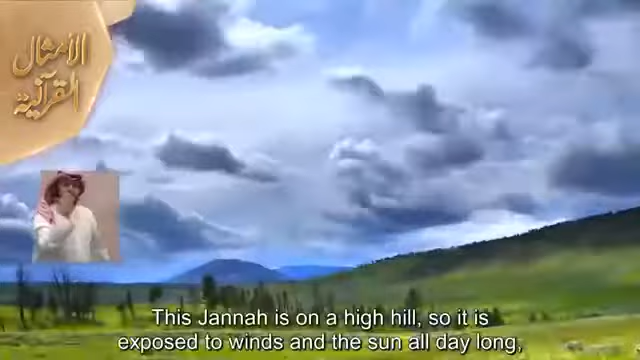 الأمثال
القرآنية
This Jannah is on a high hill, so it is
exposed to winds and the sun all day long,